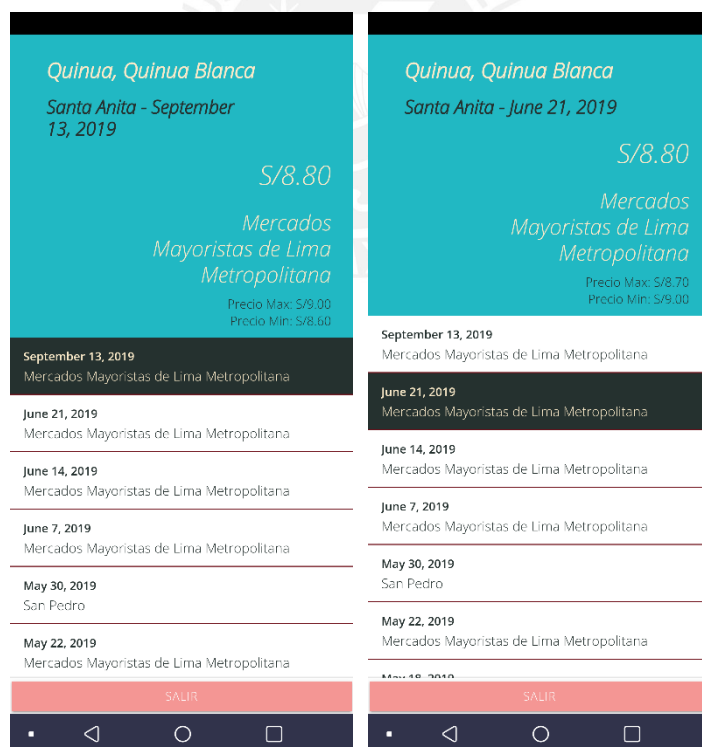 Quinua, Quinua Blanca
Santa Anita - September
13, 2019
S/8.80
Mercados
Mayoristas de Lima
Metropolitana
Precio Max: S/9.00
Precio Min: S/8.60
September 13, 2019
Mercados Mayoristas de Lima Metropolitana
June 21, 2019
Mercados Mayoristas de Lima Metropolitana
June 14, 2019
Mercados Mayoristas de Lima Metropolitana
June 7, 2019
Mercados Mayoristas de Lima Metropolitana
May 30, 2019
San Pedro
May 22, 2019
Mercados Mayoristas de Lima Metropolitana
SALIR
Quinua, Quinua Blanca
Santa Anita - June 21, 2019
S/8.80
Mercados
Mayoristas de Lima
Metropolitana
Precio Max: S/8.70
Precio Min: S/9.00
September 13, 2019
Mercados Mayoristas de Lima Metropolitana
June 21, 2019
Mercados Mayoristas de Lima Metropolitana
June 14, 2019
Mercados Mayoristas de Lima Metropolitana
June 7, 2019
Mercados Mayoristas de Lima Metropolitana
May 30, 2019
San Pedro
May 22, 2019
Mercados Mayoristas de Lima Metropolitana
May 18, 2019
SALIR